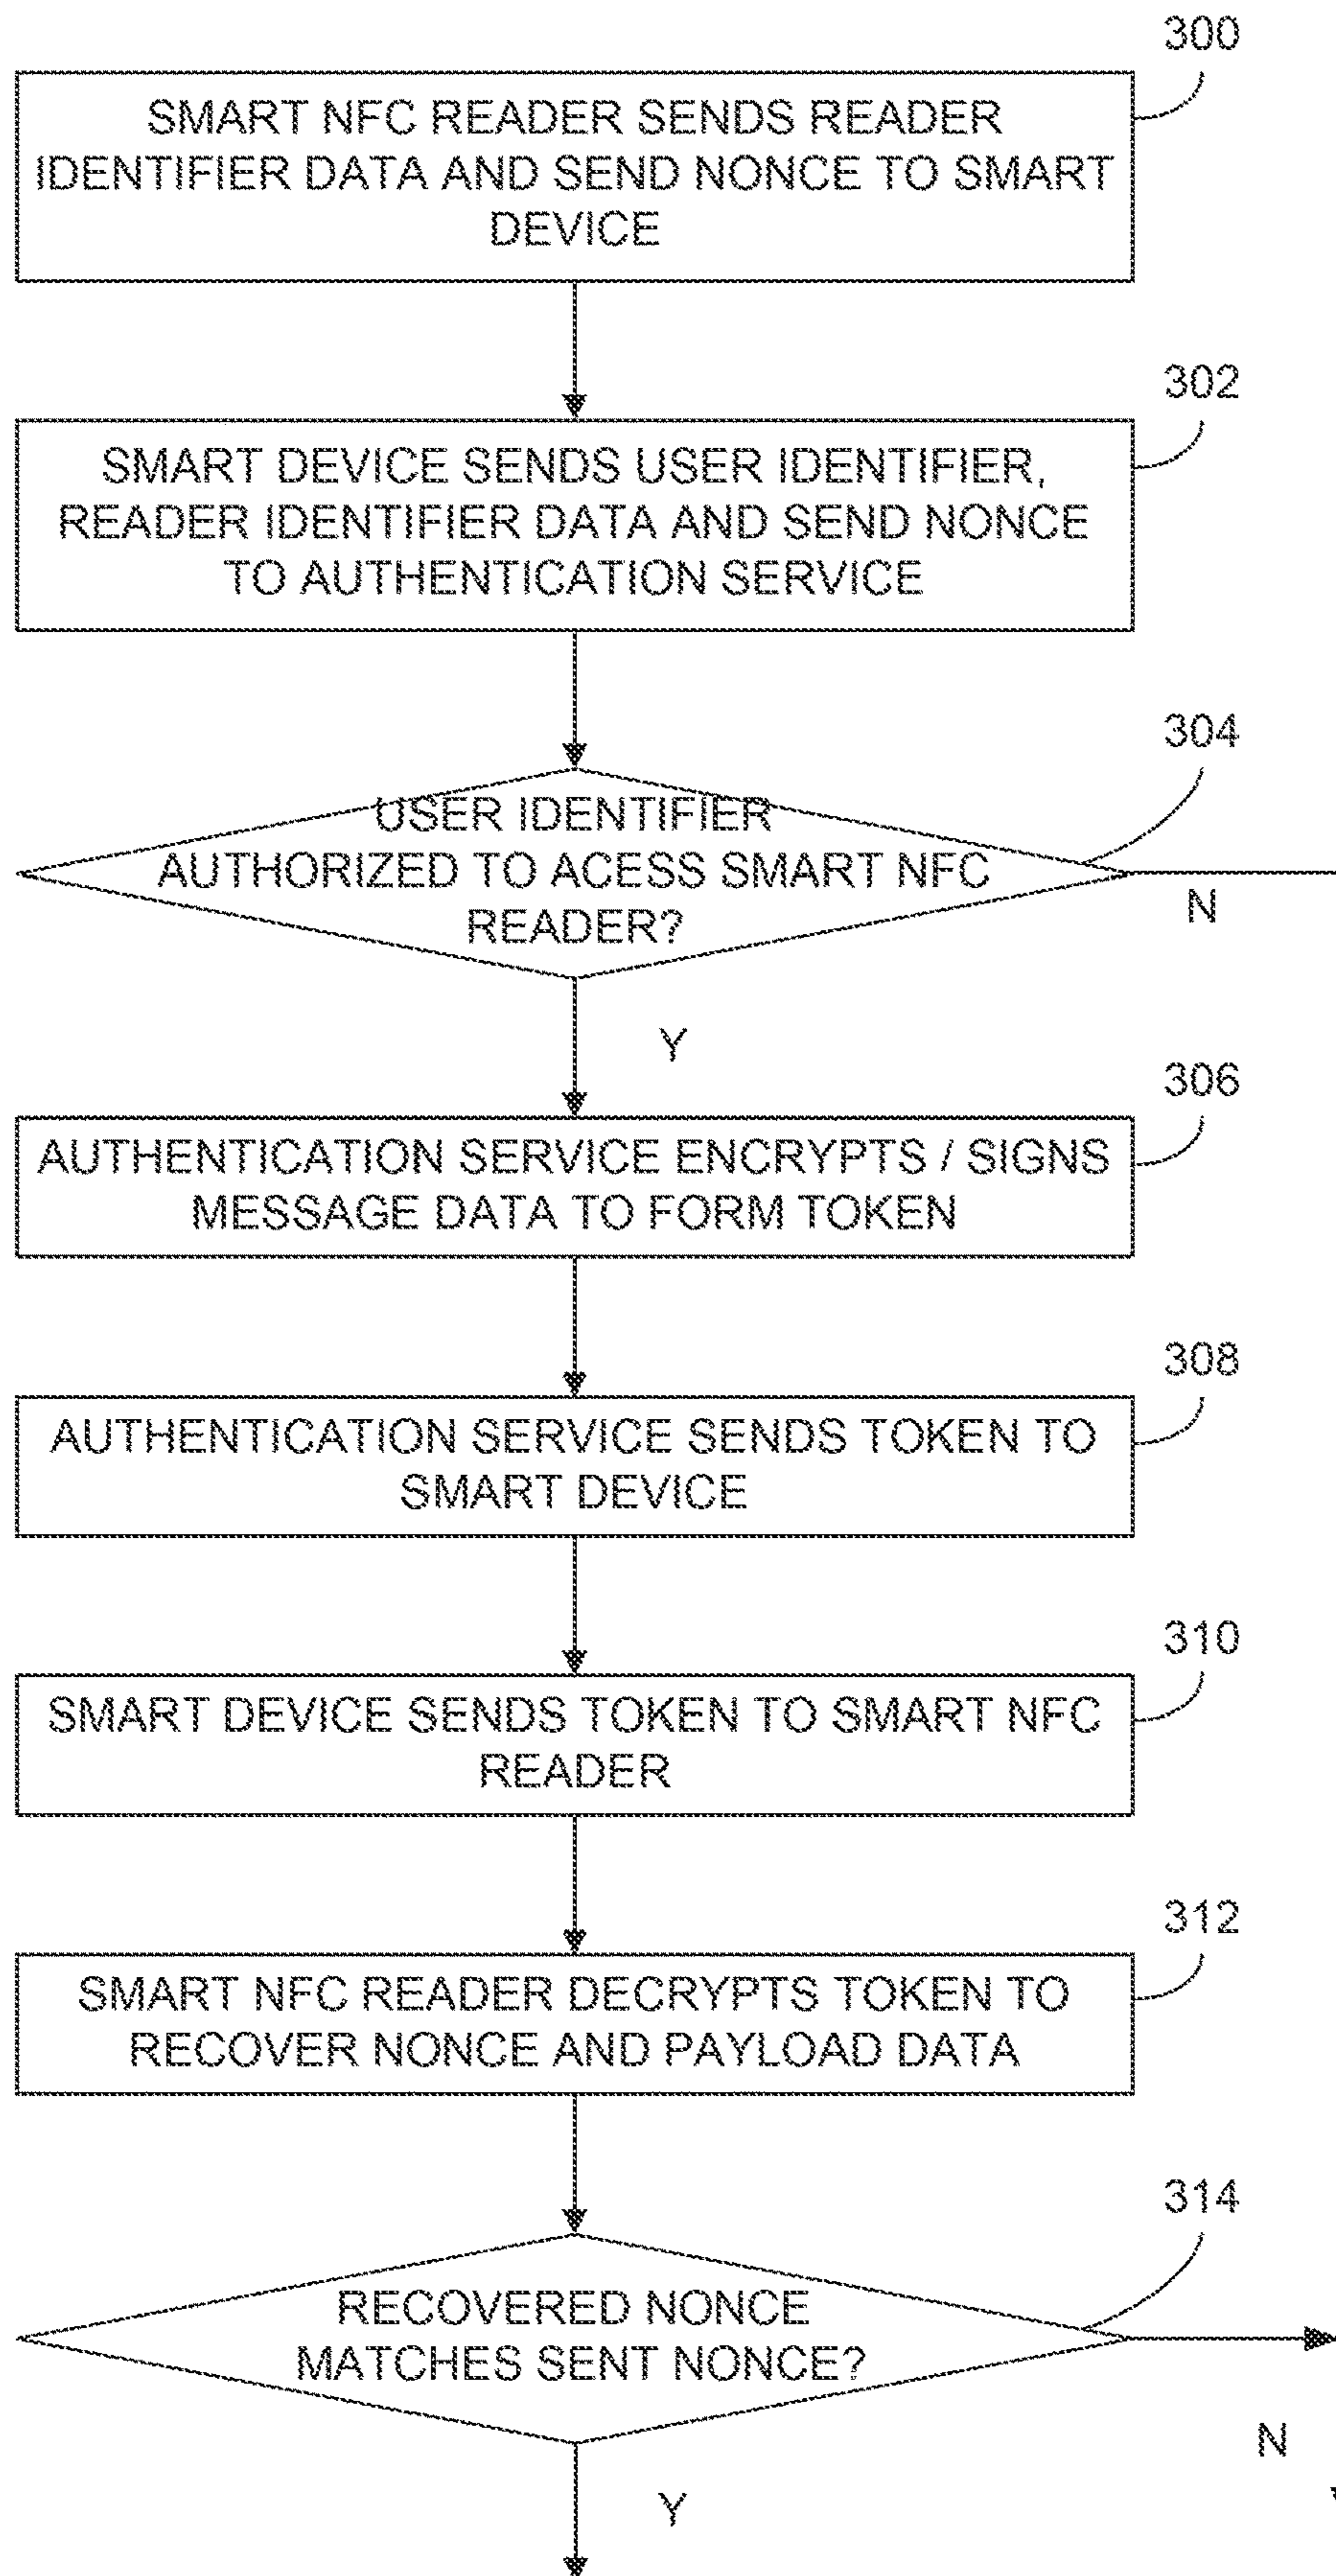 300
SMART NFC READER SENDS READER
IDENTIFIER DATA AND SEND NONCE TO SMART
DEVICE
302
SMART DEVICE SENDS USER IDENTIFIER,
READER IDENTIFIER DATA AND SEND NONCE
TO AUTHENTICATION SERVICE
304
USER IDENTIFIER
AUTHORIZED TO ACESS SMART NFC
READER?
N
Y
306
AUTHENTICATION SERVICE ENCRYPTS / SIGNS
MESSAGE DATA TO FORM TOKEN
308
AUTHENTICATION SERVICE SENDS TOKEN TO
SMART DEVICE
310
SMART DEVICE SENDS TOKEN TO SMART NFC
READER
312
SMART NFC READER DECRYPTS TOKEN TO
RECOVER NONCE AND PAYLOAD DATA
314
RECOVERED NONCE
MATCHES SENT NONCE?
N
Y